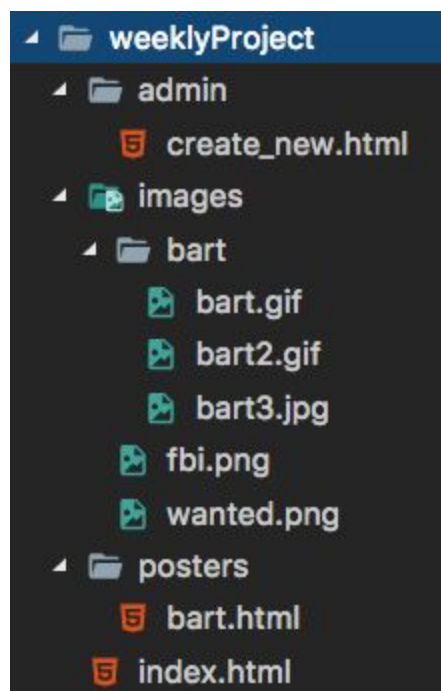 weeklyProject
admin
create_new.html
images
bart
bart.gif
bart2.gif
bart3.jpg
fbi.png
wanted.png
posters
bart.html
index.html